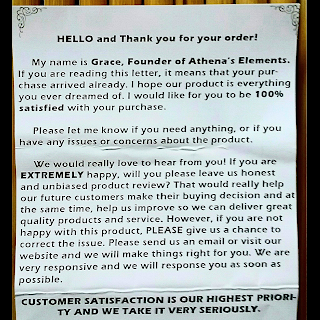 HELLO and Thank you for your order!
My name is Grace, Founder of Athena's Elements.
If you are reading this letter, it means that your pur-
chase arrived already. I hope our product is everything
you ever dreamed of. I would like for you to be 100%
satisfied with your purchase.
Please let me know if you need anything, or if you
have any issues or concerns about the product.
We would really love to hear from you! If you are
EXTREMELY happy, will you please leave us honest
and unbiased product review? That would really help
our future customers make their buying decision and at
the same time, help us improve so we can deliver great
quality products and service. However, if you are not
happy with this product, PLEASE give us a chance to
correct the issue. Please send us an email or visit our
website and we will make things right for you. We are
very responsive and we will response you as soon as
possible.
CUSTOMER SATISFACTION IS OUR HIGHEST PRIORI-
TY AND WE TAKE IT VERY SERIOUSLY.